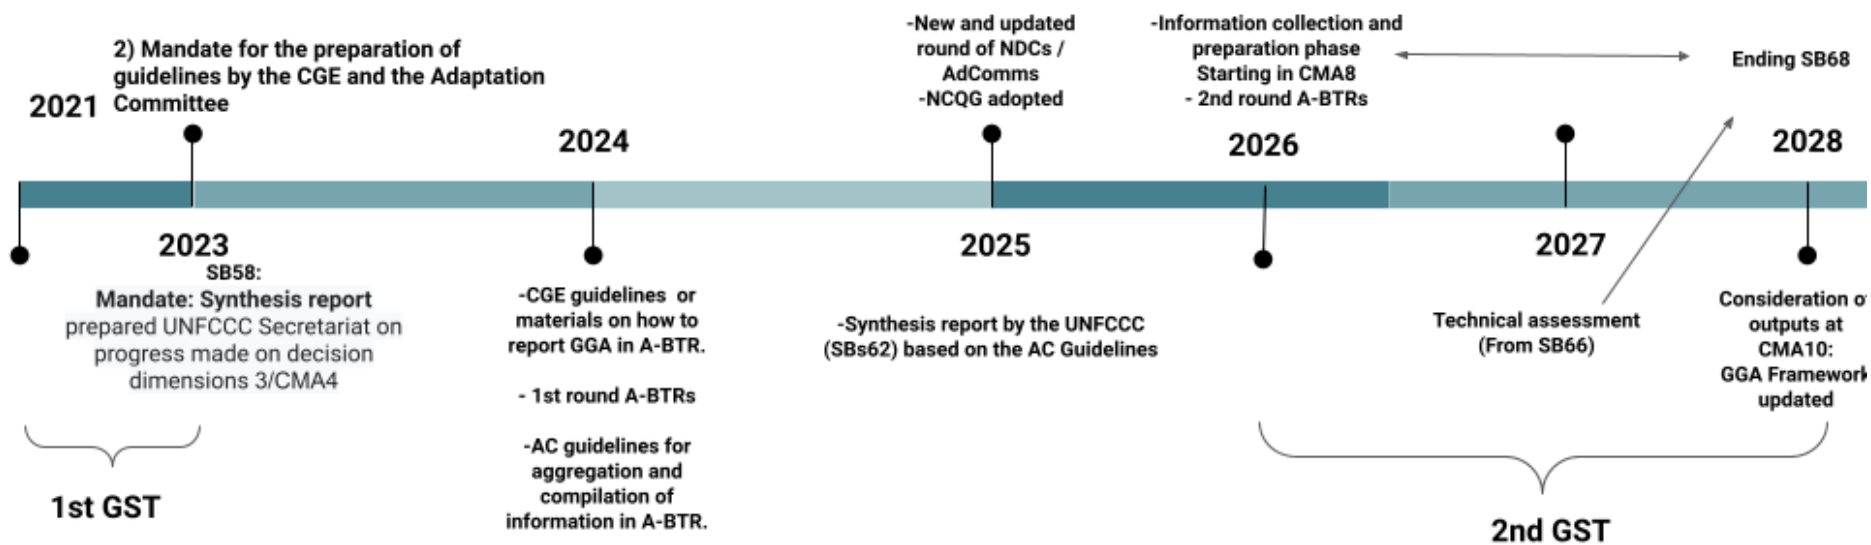 2021
2) Mandate for the preparation of
guidelines by the CGE and the Adaptation
Committee
2023
SB58:
Mandate: Synthesis report
prepared UNFCCC Secretariat on
progress made on decision
dimensions 3/CMA4
1st GST
2024
-CGE guidelines or
materials on how to
report GGA in A-BTR.
- 1st round A-BTRs
-AC guidelines for
aggregation and
compilation of
information in A-BTR.
-New and updated
round of NDCs /
AdComms
-NCQG adopted
2025
-Synthesis report by the UNFCCC
(SBs62) based on the AC Guidelines
-Information collection and
preparation phase
Starting in CMA8
- 2nd round A-BTRs
2026
Ending SB68
2027
Technical assessment
(From SB66)
2028
Consideration of
outputs at
CMA10:
GGA Framework
updated
2nd GST